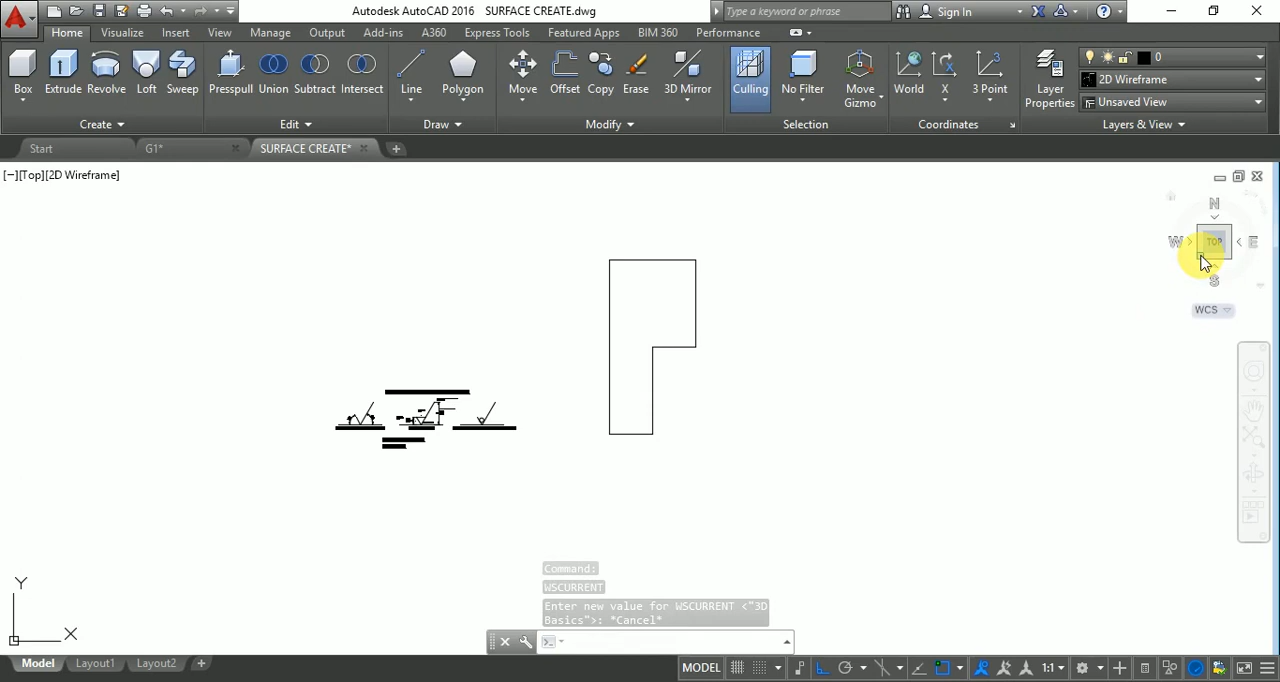 Autodesk AutoCAD 2016 SURFACE CREATE.dwg
Type a keyword or phrase
Sign In
Home Visualize Insert View Manage Output Add-ins A360 Express Tools Featured Apps BIM 360 Performance
Box Extrude Revolve Loft Sweep Presspull Union Subtract Intersect Line Polygon Move Offset Copy Erase 3D Mirror Culling No Filter Move Gizmo World X 3 Point Layer Properties
0
2D Wireframe
Unsaved View
Create Edit Draw Modify Selection Coordinates Layers & View
Start G1* SURFACE CREATE*
[−][Top][2D Wireframe]
N
W TOP E
S
WCS
Command:
WSCURRENT
Enter new value for WSCURRENT <"3D
Basics">: *Cancel*
Y
X
Model Layout1 Layout2
MODEL 1:1